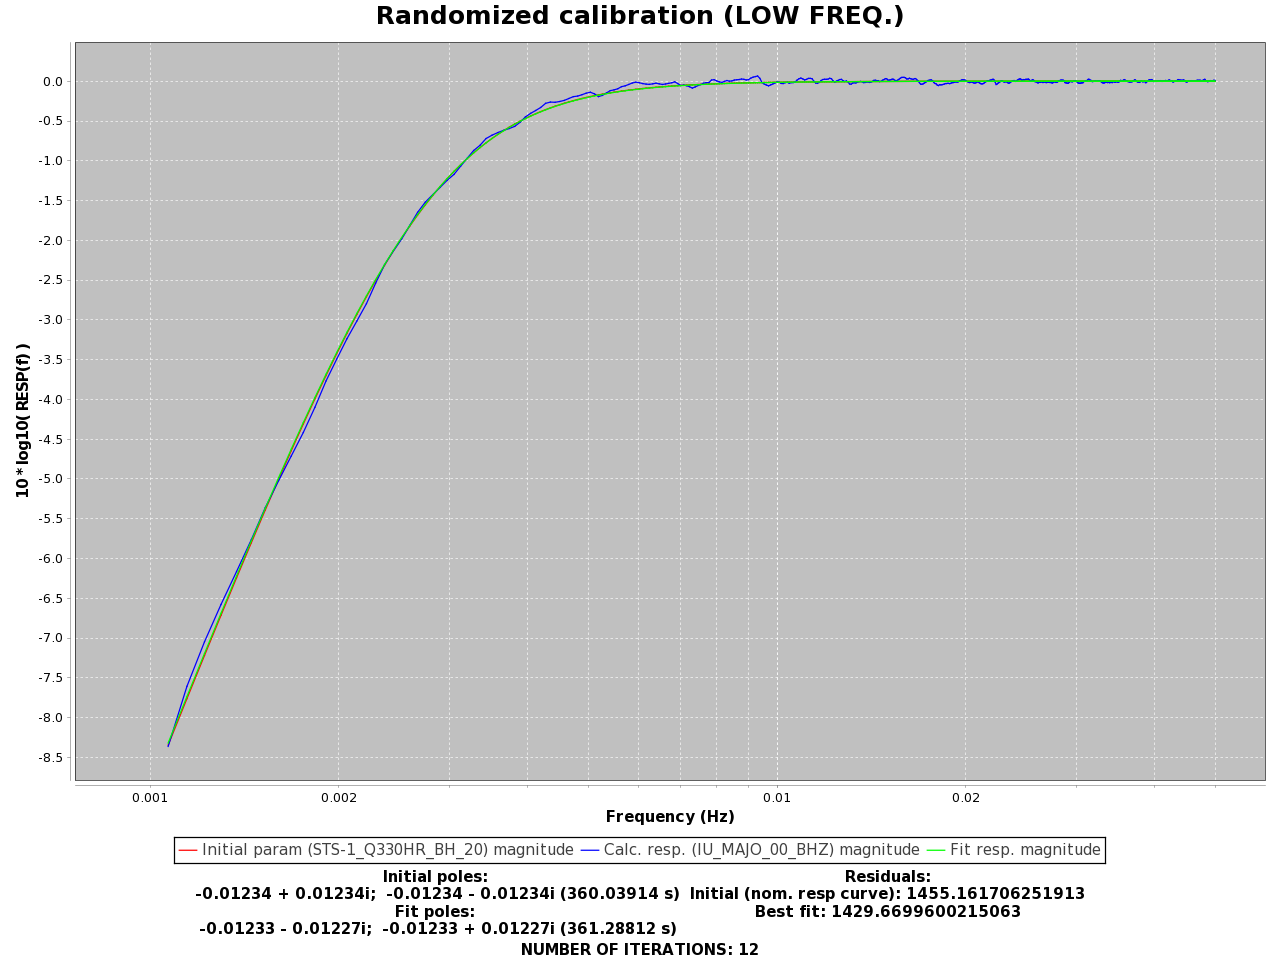 Randomized calibration (LOW FREQ.)
10 * log10( RESP(f) )
0.0
-0.5
-1.0
-1.5
-2.0
-2.5
-3.0
-3.5
-4.0
-4.5
-5.0
-5.5
-6.0
-6.5
-7.0
-7.5
-8.0
-8.5
0.001 0.002 0.01 0.02
Frequency (Hz)
Initial param (STS-1_Q330HR_BH_20) magnitude Calc. resp. (IU_MAJO_00_BHZ) magnitude Fit resp. magnitude
Initial poles: Residuals:
-0.01234 + 0.01234i; -0.01234 - 0.01234i (360.03914 s) Initial (nom. resp curve): 1455.161706251913
Fit poles: Best fit: 1429.6699600215063
-0.01233 - 0.01227i; -0.01233 + 0.01227i (361.28812 s)
NUMBER OF ITERATIONS: 12